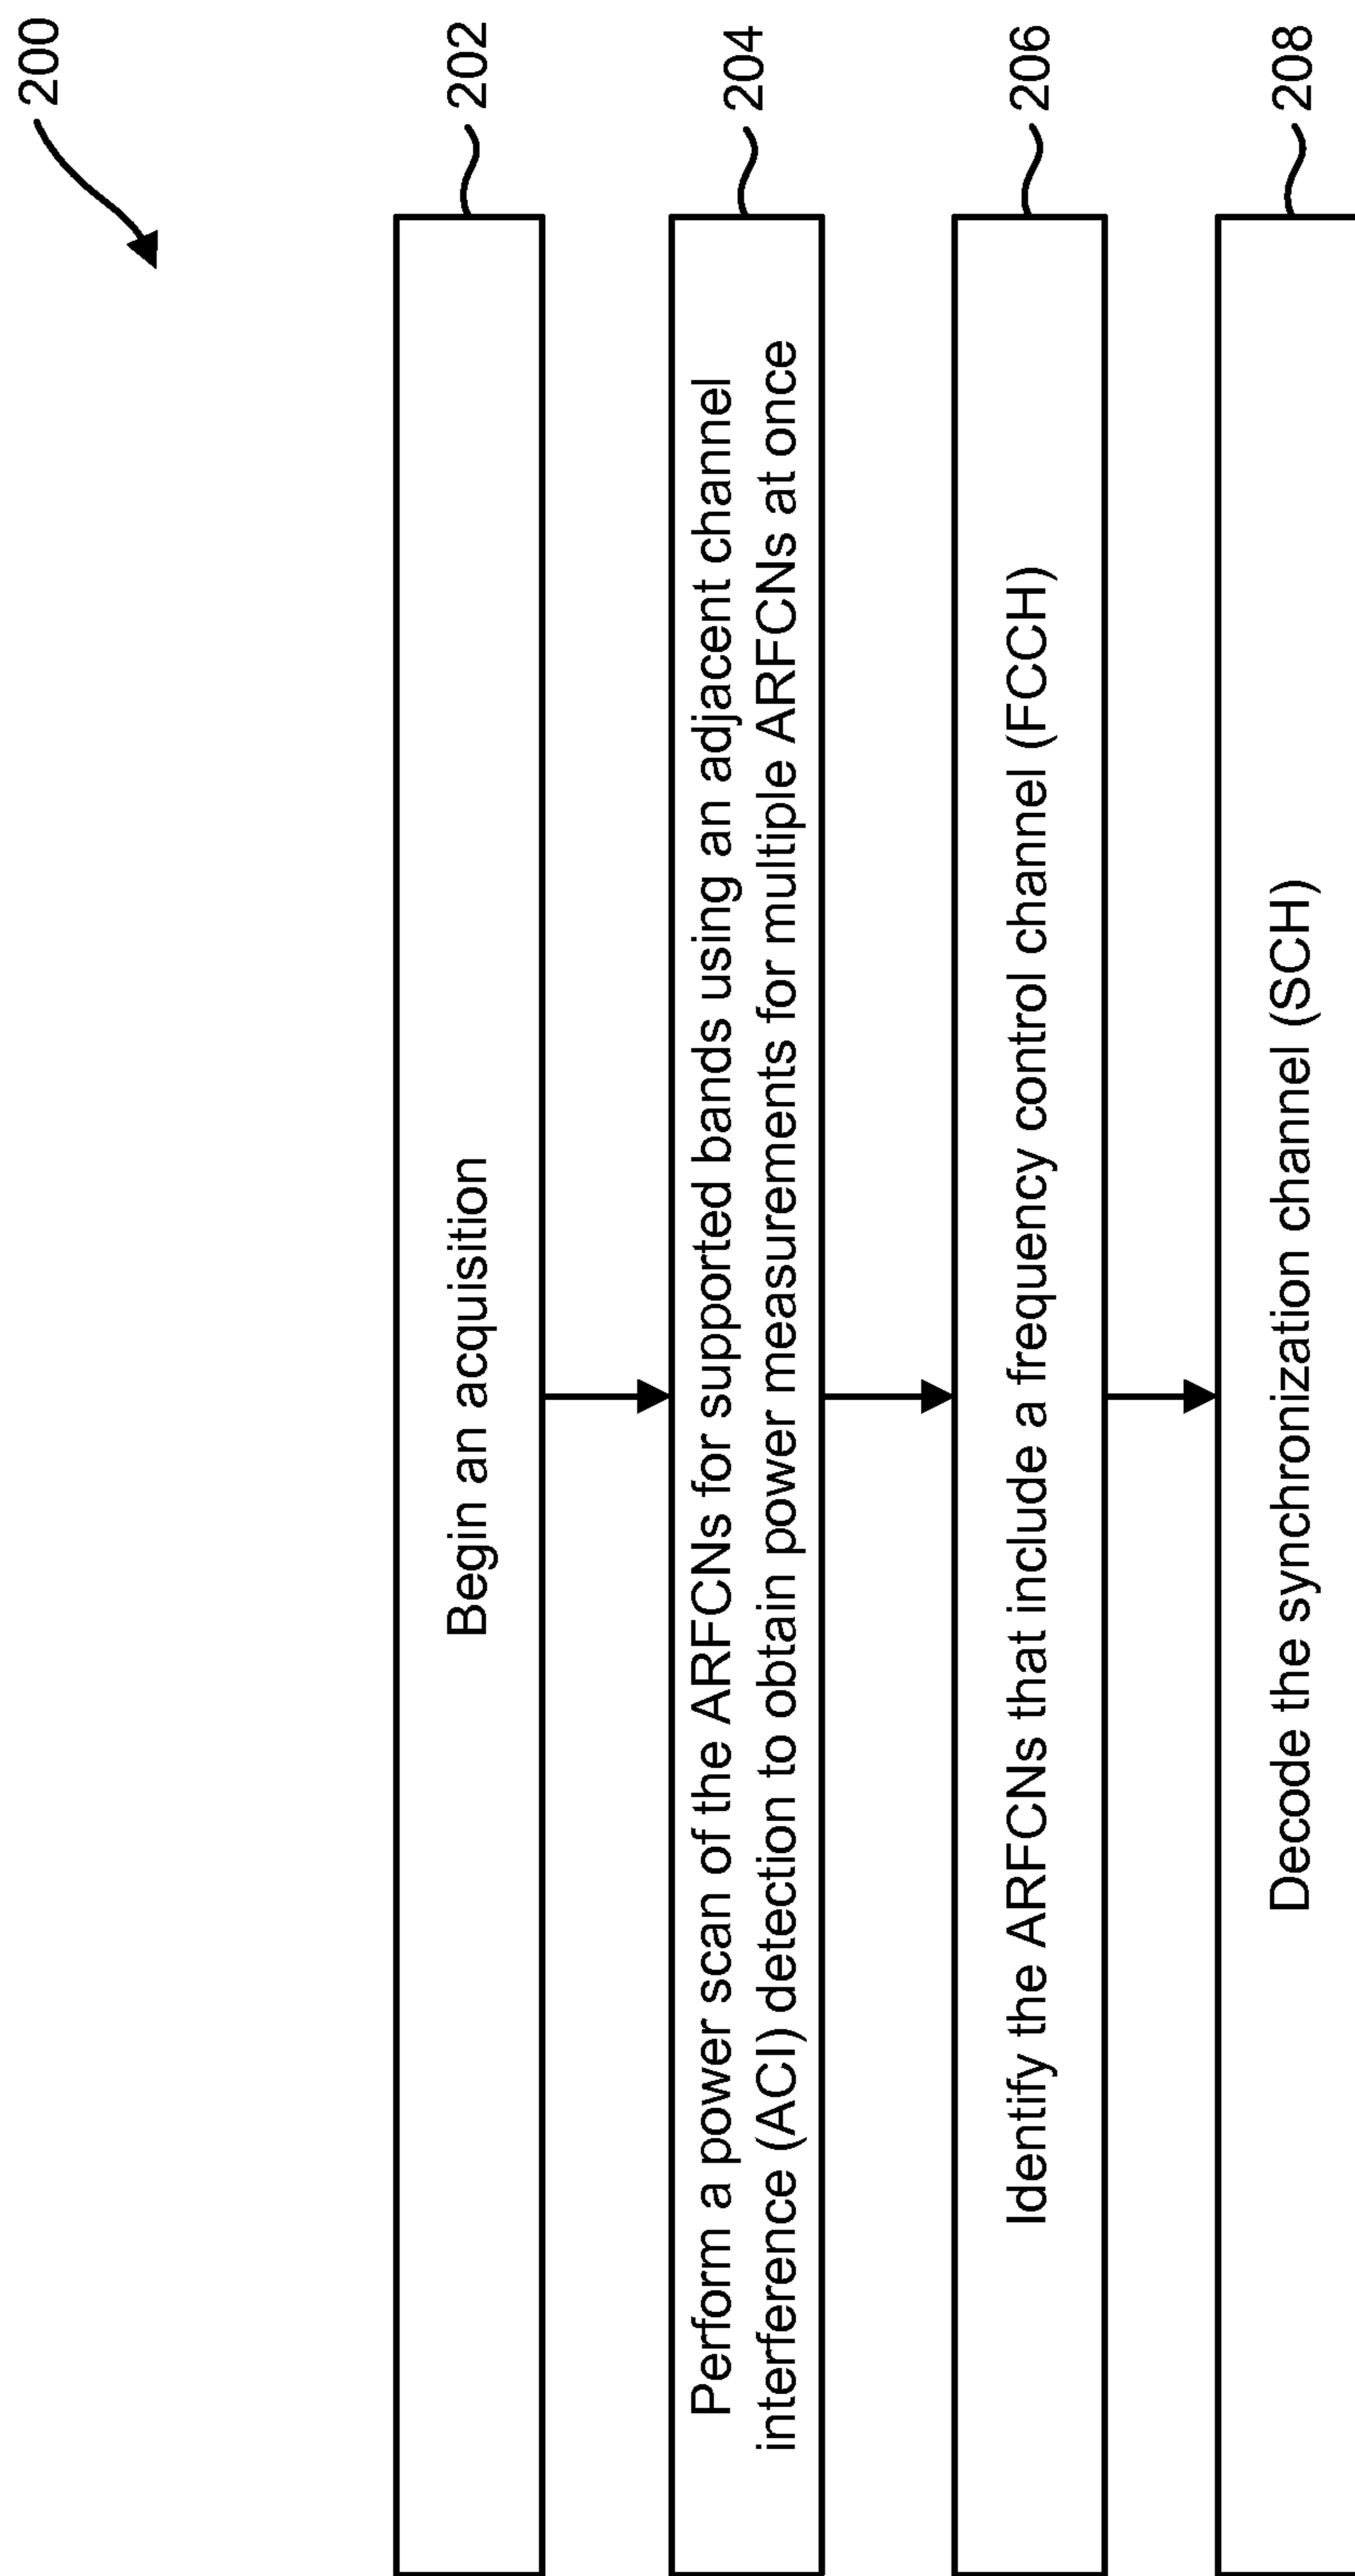 200
Begin an acquisition
202
Perform a power scan of the ARFCNs for supported bands using an adjacent channel
interference (ACI) detection to obtain power measurements for multiple ARFCNs at once
204
Identify the ARFCNs that include a frequency control channel (FCCH)
206
Decode the synchronization channel (SCH)
208